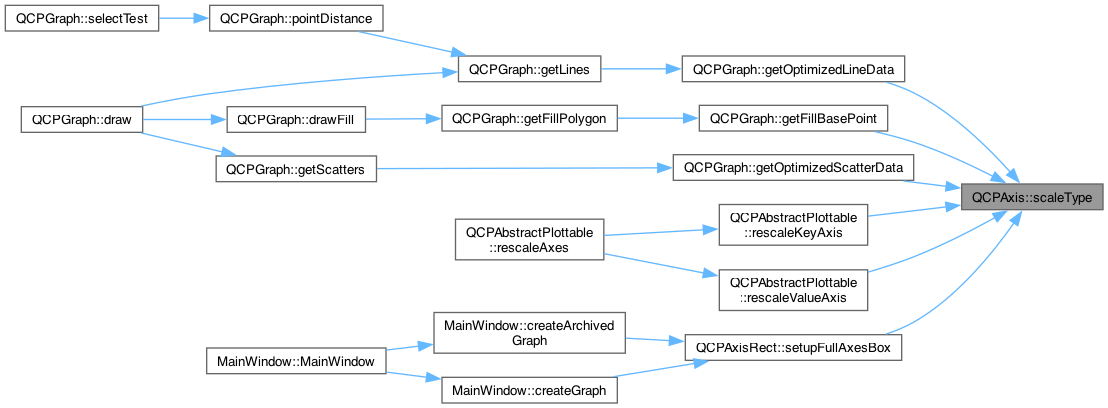 QCPGraph::selectTest
QCPGraph::pointDistance
QCPGraph::getLines
QCPGraph::getOptimizedLineData
QCPGraph::draw
QCPGraph::drawFill
QCPGraph::getFillPolygon
QCPGraph::getFillBasePoint
QCPGraph::getScatters
QCPGraph::getOptimizedScatterData
QCPAxis::scaleType
QCPAbstractPlottable
::rescaleAxes
QCPAbstractPlottable
::rescaleKeyAxis
QCPAbstractPlottable
::rescaleValueAxis
MainWindow::createArchived
Graph
QCPAxisRect::setupFullAxesBox
MainWindow::MainWindow
MainWindow::createGraph